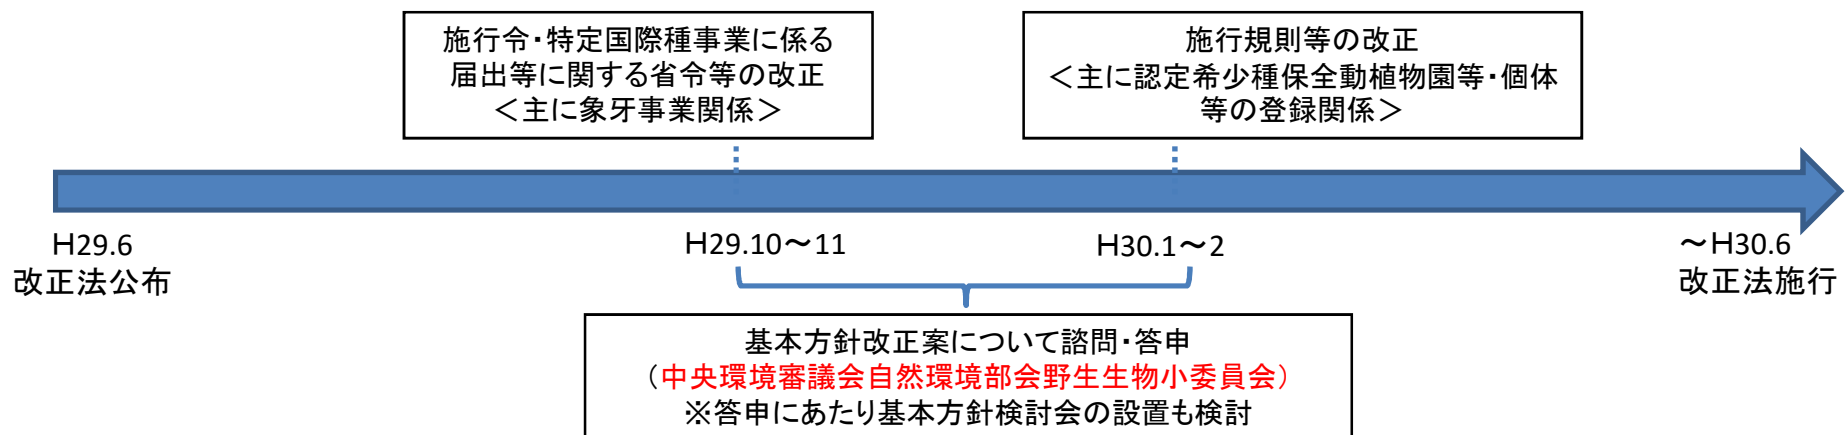 施行令・特定国際種事業に係る
届出等に関する省令等の改正
＜主に象牙事業関係＞
施行規則等の改正
＜主に認定希少種保全動植物園等・個体
等の登録関係＞
H29.6
改正法公布
H29.10～11
H30.1～2
～H30.6
改正法施行
基本方針改正案について諮問・答申
（中央環境審議会自然環境部会野生生物小委員会）
※答申にあたり基本方針検討会の設置も検討